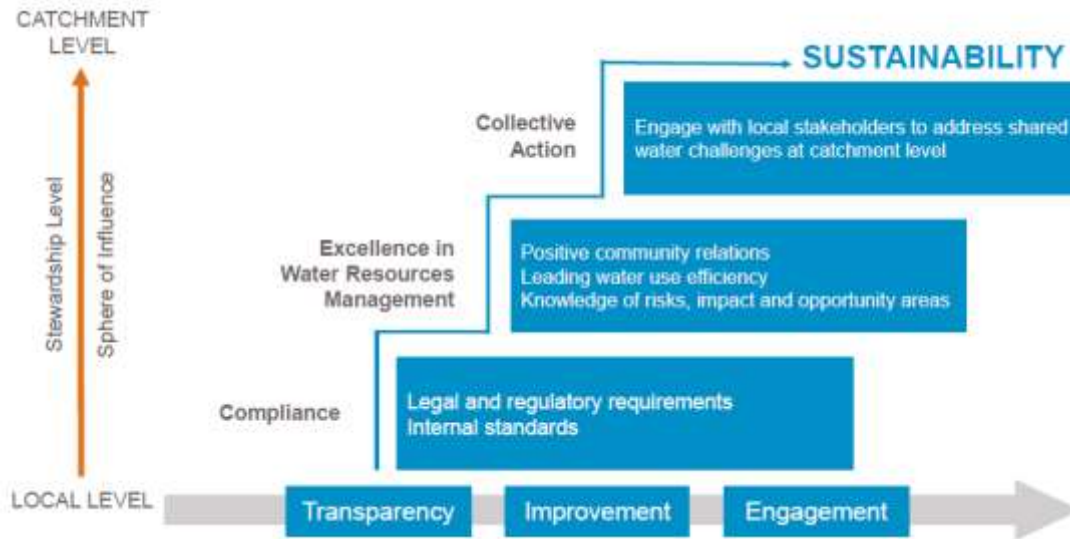 CATCHMENT
LEVEL
SUSTAINABILITY
Collective
Action
Engage with local stakeholders to address shared
water challenges at catchment level
Stewardship Level
Sphere of Influence
Excellence in
Water Resources
Management
Positive community relations
Leading water use efficiency
Knowledge of risks, impact and opportunity areas
Compliance
Legal and regulatory requirements
Internal standards
LOCAL LEVEL
Transparency
Improvement
Engagement